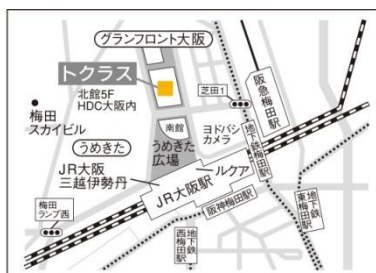 グランフロント大阪
トクラス
北館5F
HDC大阪内
梅田
スカイビル
うめきた
南館
うめきた
広場
ヨドバシ
カメラ
芝田1
阪急梅田駅
地下鉄梅田駅
JR大阪
三越伊勢丹
ルクア
JR大阪駅
阪神梅田駅
梅田
ランプ西
地下鉄
西梅田駅
地下鉄
東梅田駅